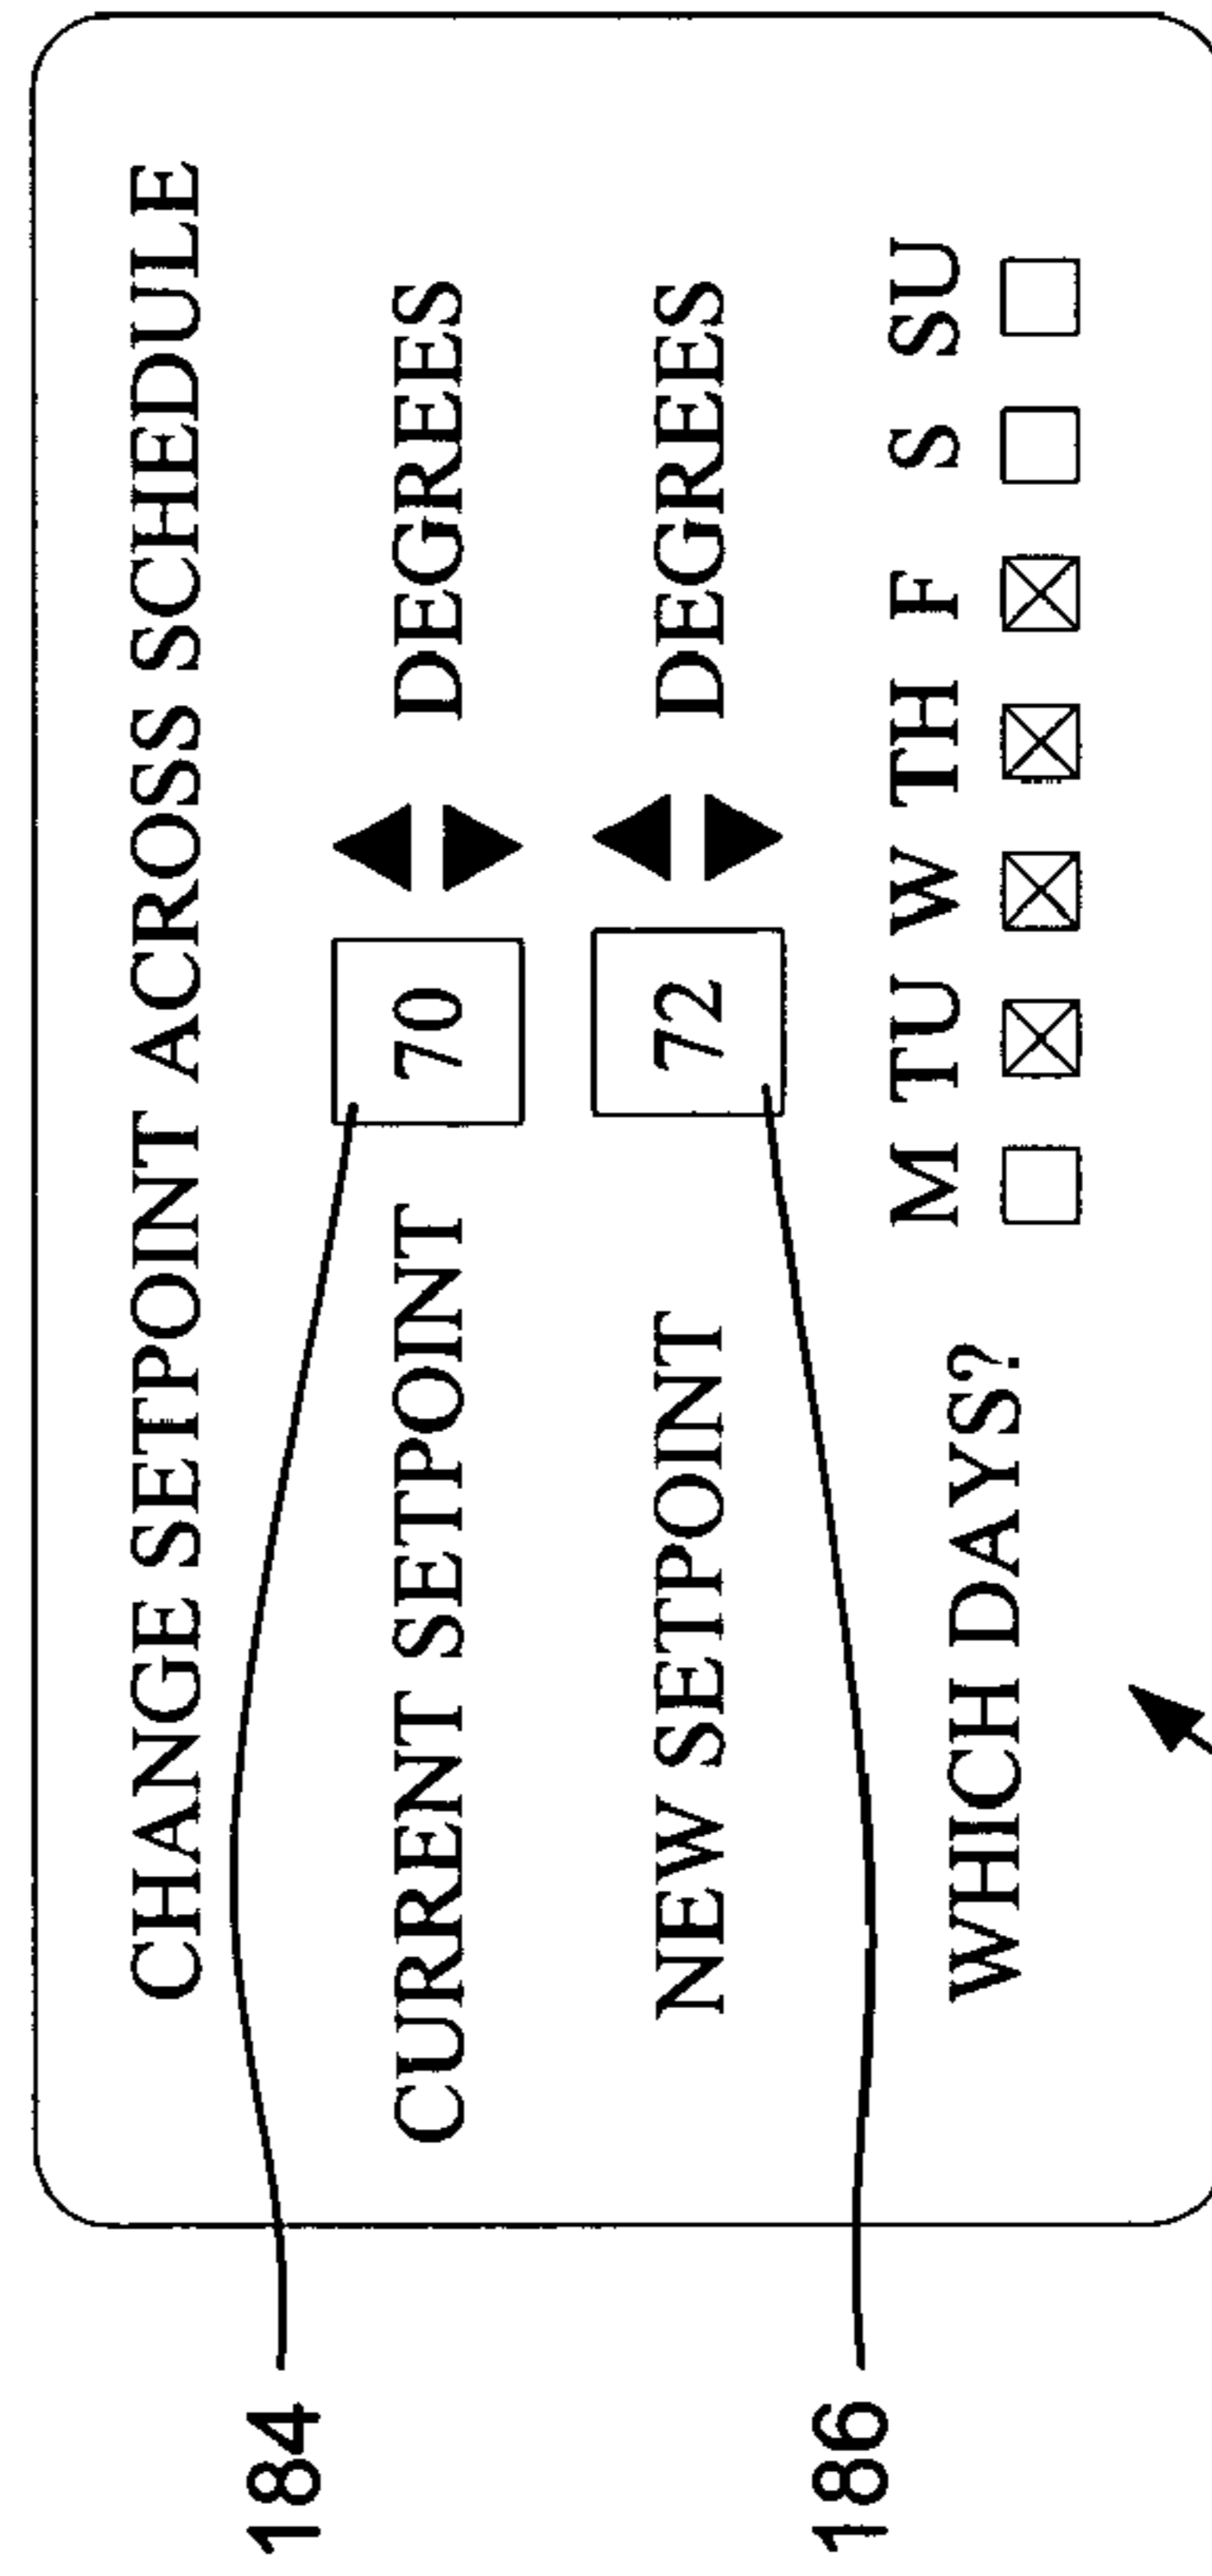 CHANGE SETPOINT ACROSS SCHEDULE
184
CURRENT SETPOINT 70 DEGREES
NEW SETPOINT 72 DEGREES
186
M TU W TH F S SU
WHICH DAYS?